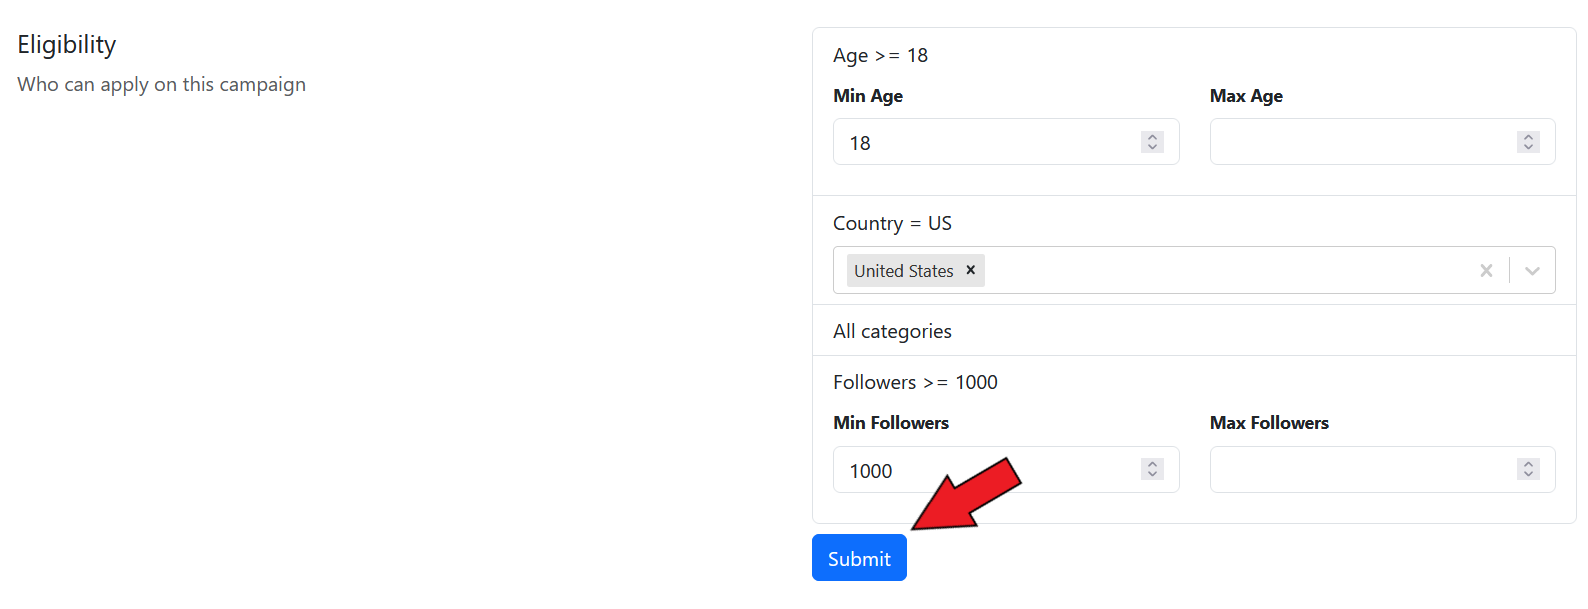 Eligibility
Who can apply on this campaign
Age >= 18
Min Age
Max Age
18
Country = US
United States ×
All categories
Followers >= 1000
Min Followers
Max Followers
1000
Submit